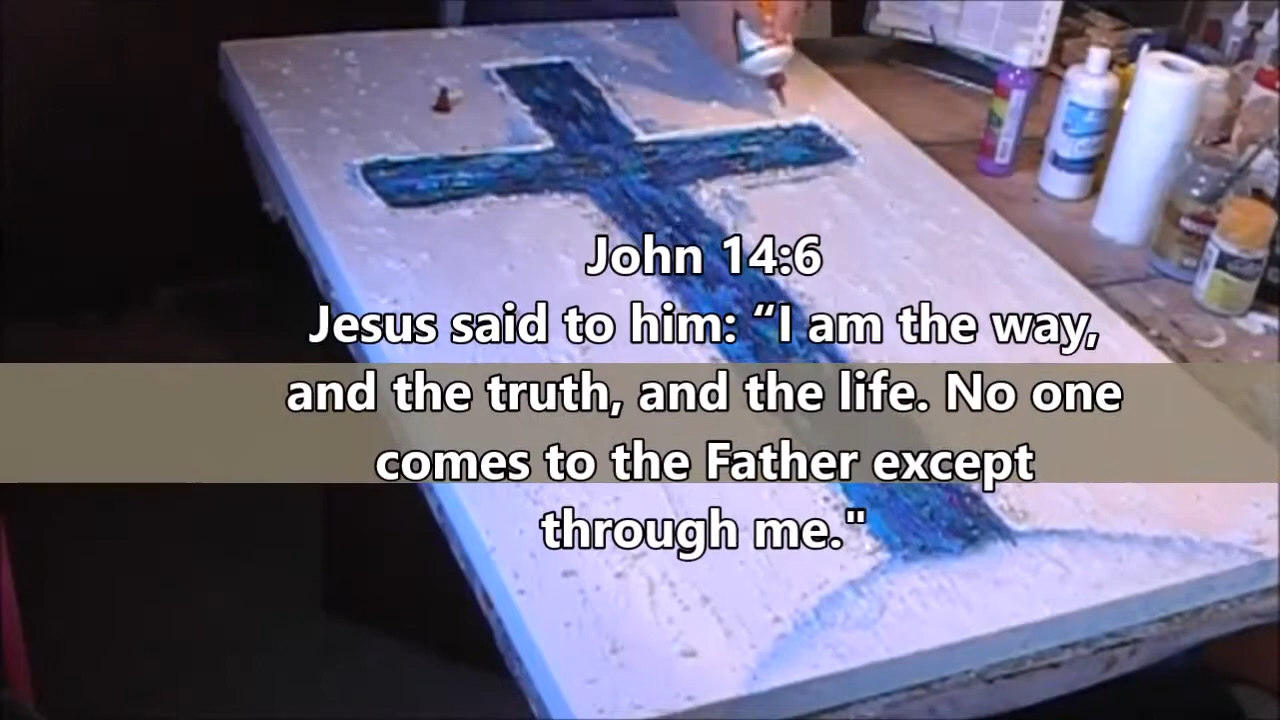 John 14:6
Jesus said to him: “I am the way,
and the truth, and the life. No one
comes to the Father except
through me."